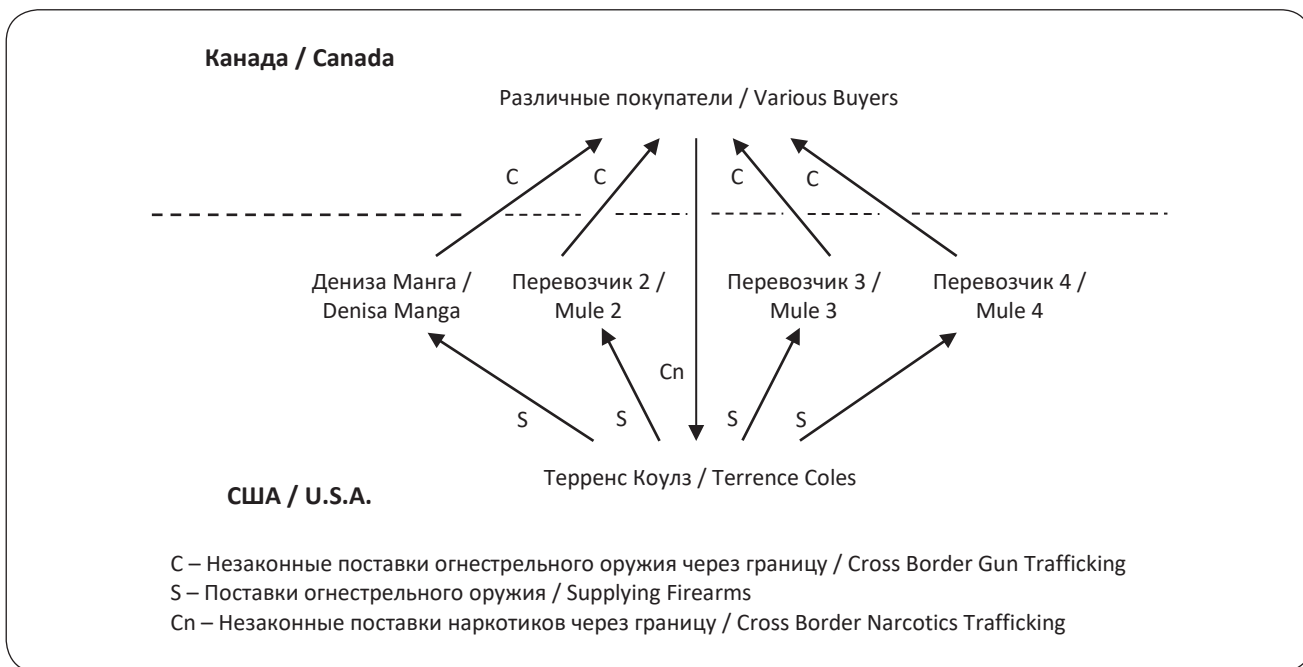 Канада / Canada
Различные покупатели / Various Buyers
C C C C
Дениза Манга / Denisa Manga
Перевозчик 2 / Mule 2
Перевозчик 3 / Mule 3
Перевозчик 4 / Mule 4
Cn
S S S S
Терренс Коулз / Terrence Coles
США / U.S.A.
C – Незаконные поставки огнестрельного оружия через границу / Cross Border Gun Trafficking
S – Поставки огнестрельного оружия / Supplying Firearms
Cn – Незаконные поставки наркотиков через границу / Cross Border Narcotics Trafficking